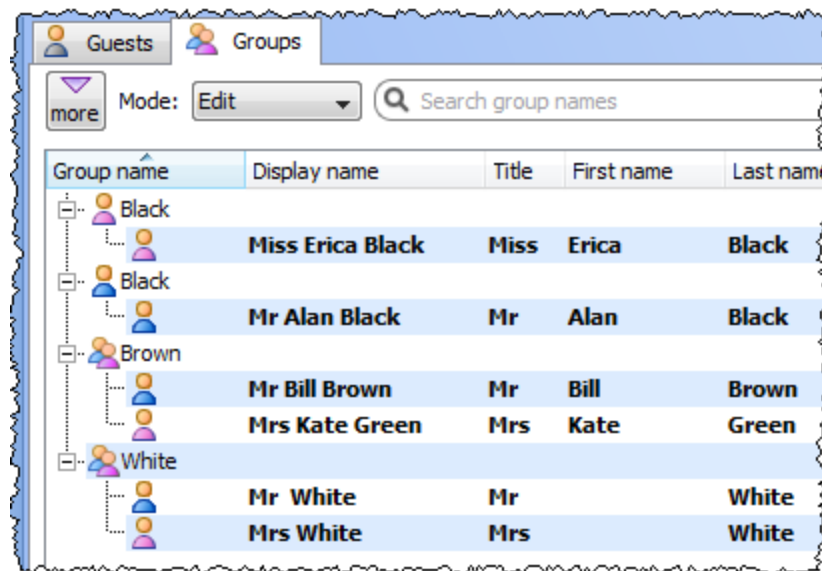 Guests Groups
more Mode: Edit Search group names
Group name Display name Title First name Last nam
Black
Miss Erica Black Miss Erica Black
Black
Mr Alan Black Mr Alan Black
Brown
Mr Bill Brown Mr Bill Brown
Mrs Kate Green Mrs Kate Green
White
Mr White Mr White
Mrs White Mrs White